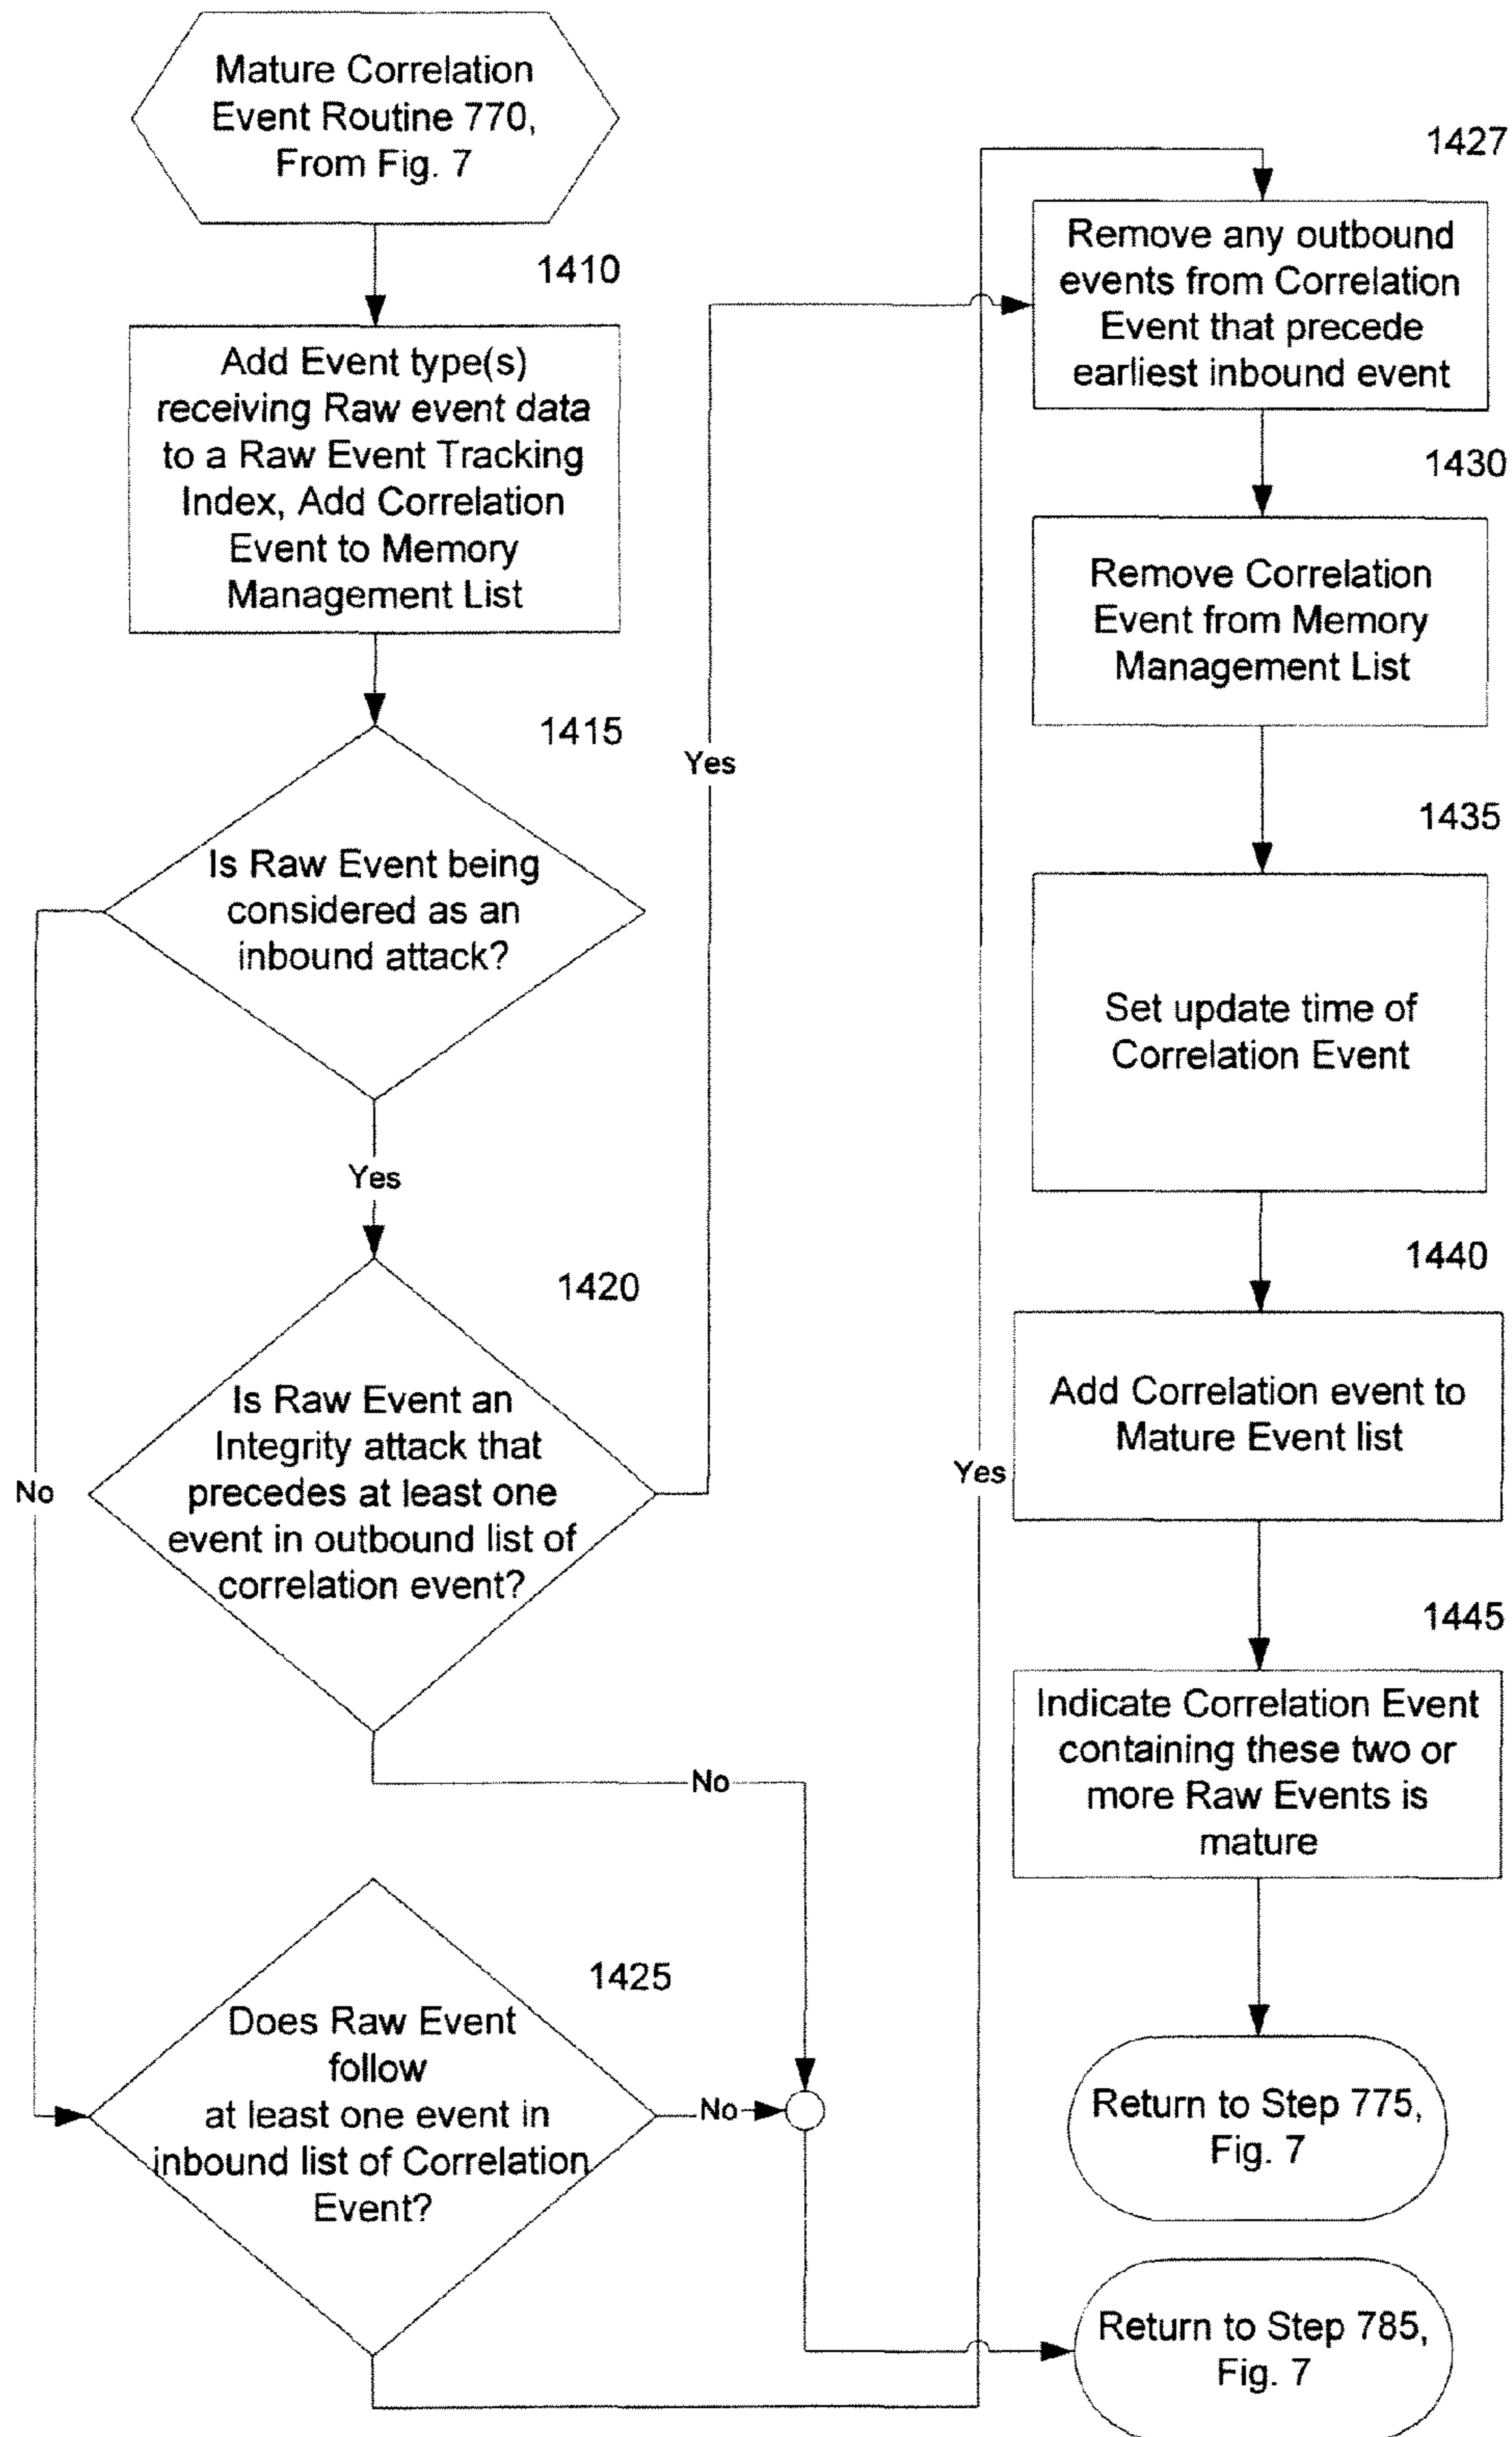 Mature Correlation
Event Routine 770,
From Fig. 7
1410
Add Event type(s)
receiving Raw event data
to a Raw Event Tracking
Index, Add Correlation
Event to Memory
Management List
1415
Is Raw Event being
considered as an
inbound attack?
Yes
No
1420
Is Raw Event an
Integrity attack that
precedes at least one
event in outbound list of
correlation event?
Yes
No
1425
Does Raw Event
follow
at least one event in
inbound list of Correlation
Event?
No
Yes
1427
Remove any outbound
events from Correlation
Event that precede
earliest inbound event
1430
Remove Correlation
Event from Memory
Management List
1435
Set update time of
Correlation Event
1440
Add Correlation event to
Mature Event list
1445
Indicate Correlation Event
containing these two or
more Raw Events is
mature
Return to Step 775,
Fig. 7
Return to Step 785,
Fig. 7